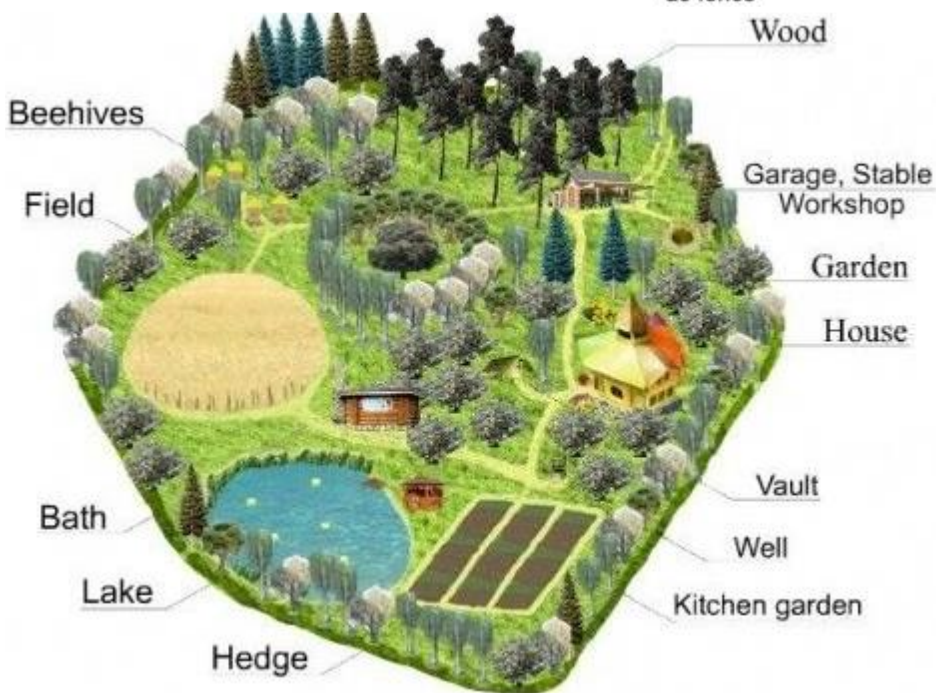 Wood
Beehives
Garage, Stable
Workshop
Field
Garden
House
Vault
Bath
Well
Lake
Kitchen garden
Hedge